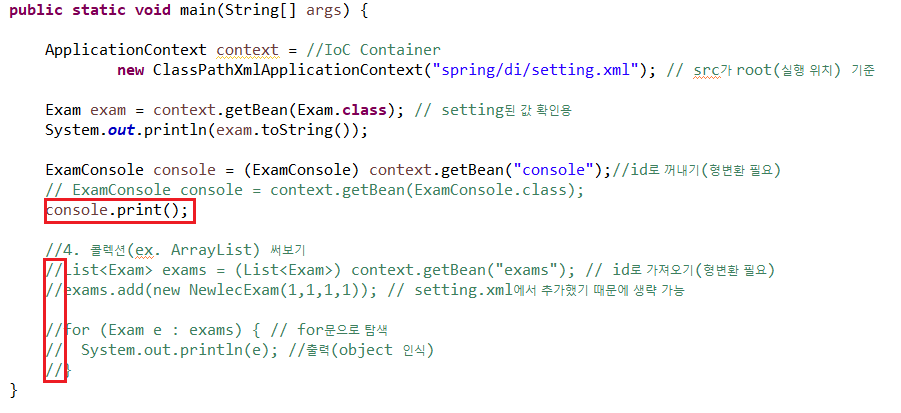 public static void main(String[] args) {
ApplicationContext context = //IoC Container
new ClassPathXmlApplicationContext("spring/di/setting.xml"); // src가 root(실행 위치) 기준
Exam exam = context.getBean(Exam.class); // setting된 값 확인용
System.out.println(exam.toString());
ExamConsole console = (ExamConsole) context.getBean("console");//id로 꺼내기(형변환 필요)
// ExamConsole console = context.getBean(ExamConsole.class);
console.print();
//4. 콜렉션(ex. ArrayList) 써보기
//List<Exam> exams = (List<Exam>) context.getBean("exams"); // id로 가져오기(형변환 필요)
//exams.add(new NewlecExam(1,1,1,1)); // setting.xml에서 추가했기 때문에 생략 가능
//for (Exam e : exams) { // for문으로 탐색
// System.out.println(e); //출력(object 인식)
//}
}